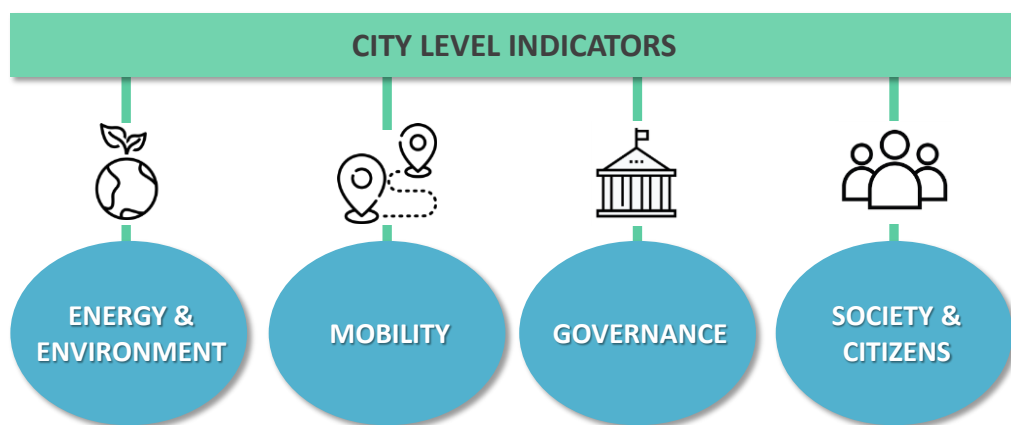 CITY LEVEL INDICATORS
ENERGY &
ENVIRONMENT
MOBILITY
GOVERNANCE
SOCIETY &
CITIZENS